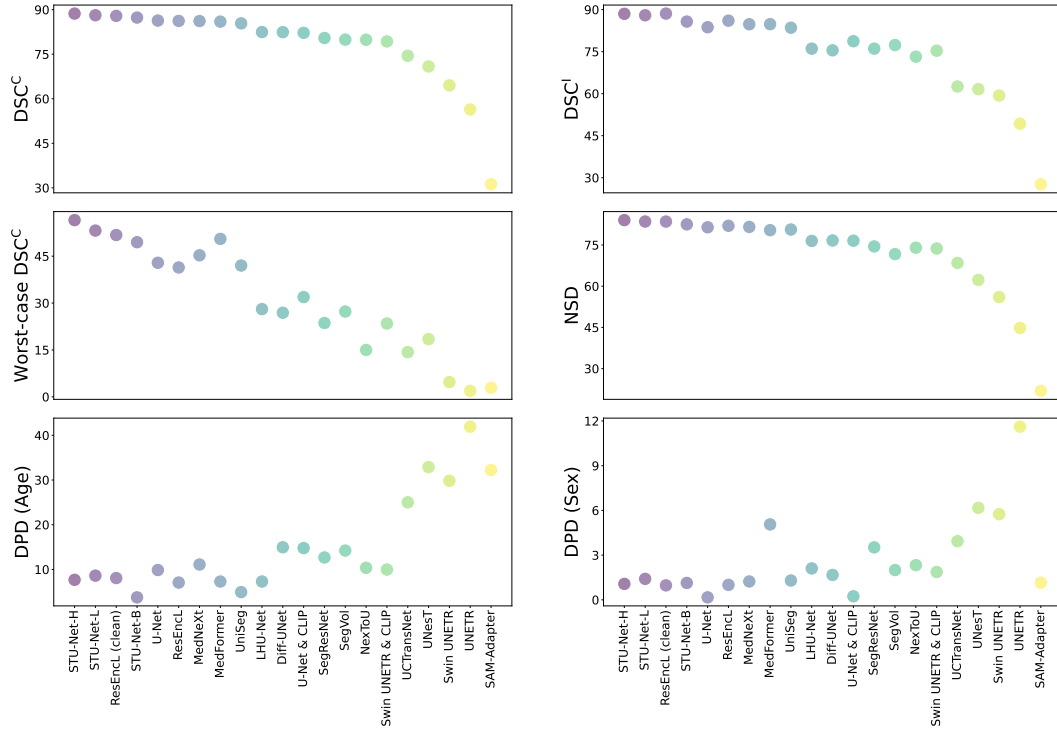 DSC^C
90
75
60
45
30
DSC^I
90
75
60
45
30
Worst-case DSC^C
45
30
15
0
NSD
75
60
45
30
DPD (Age)
40
30
20
10
DPD (Sex)
12
9
6
3
0
STU-Net-H
STU-Net-L
ResEncL (clean)
STU-Net-B
U-Net
ResEncL
MedNeXt
MedFormer
UniSeg
LHU-Net
Diff-UNet
U-Net & CLIP
SegResNet
SegVol
NexToU
Swin UNETR & CLIP
UCTransNet
UNesT
Swin UNETR
UNETR
SAM-Adapter
STU-Net-H
STU-Net-L
ResEncL (clean)
STU-Net-B
U-Net
ResEncL
MedNeXt
MedFormer
UniSeg
LHU-Net
Diff-UNet
U-Net & CLIP
SegResNet
SegVol
NexToU
Swin UNETR & CLIP
UCTransNet
UNesT
Swin UNETR
UNETR
SAM-Adapter